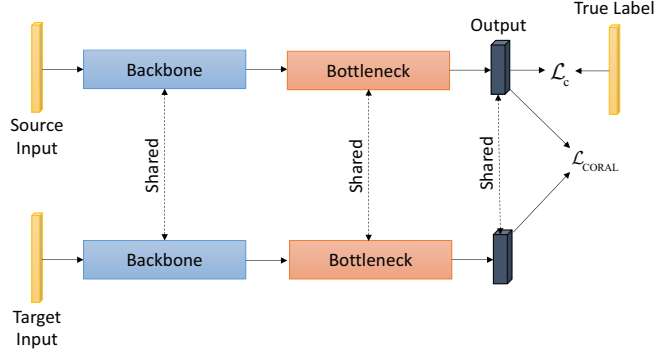 True Label
Output
Backbone
Bottleneck
ℒc
Source
Input
Shared
Shared
Shared
ℒCORAL
Backbone
Bottleneck
Target
Input